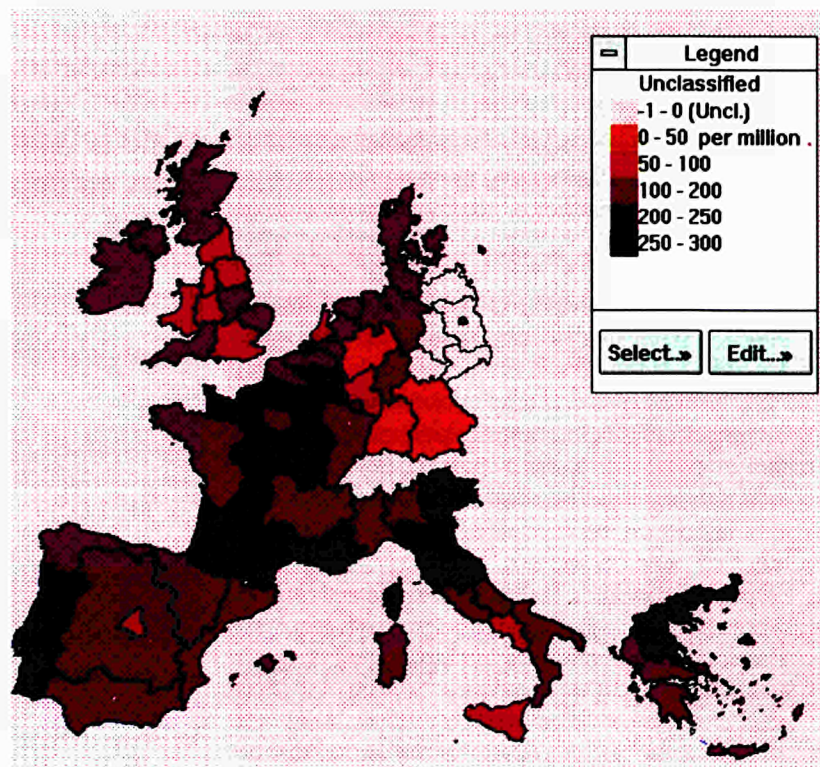 Legend
Unclassified
-1 - 0 (Uncl.)
0 - 50 per million
50 - 100
100 - 200
200 - 250
250 - 300
Select..»
Edit...»